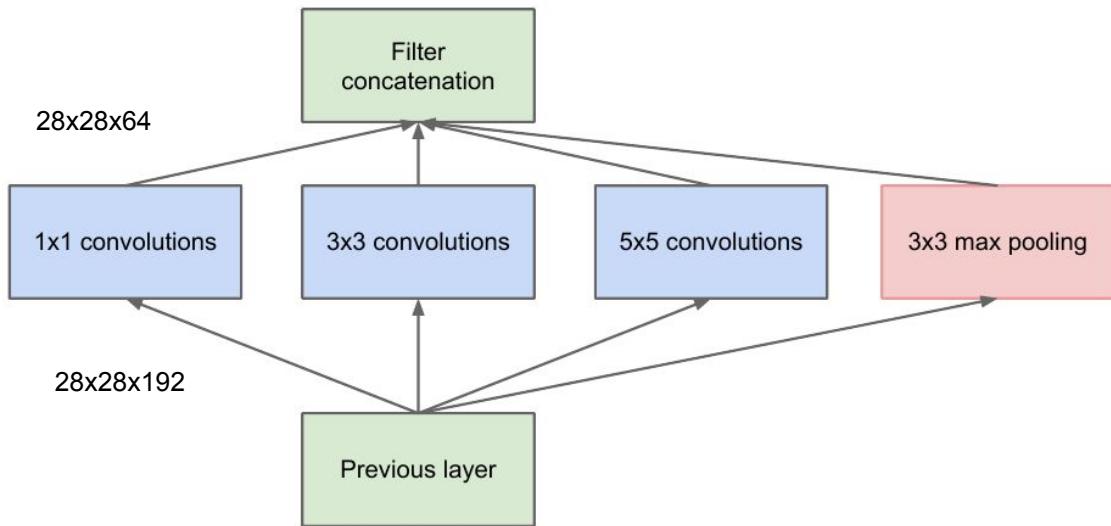 Filter
concatenation
28x28x64
1x1 convolutions
3x3 convolutions
5x5 convolutions
3x3 max pooling
28x28x192
Previous layer